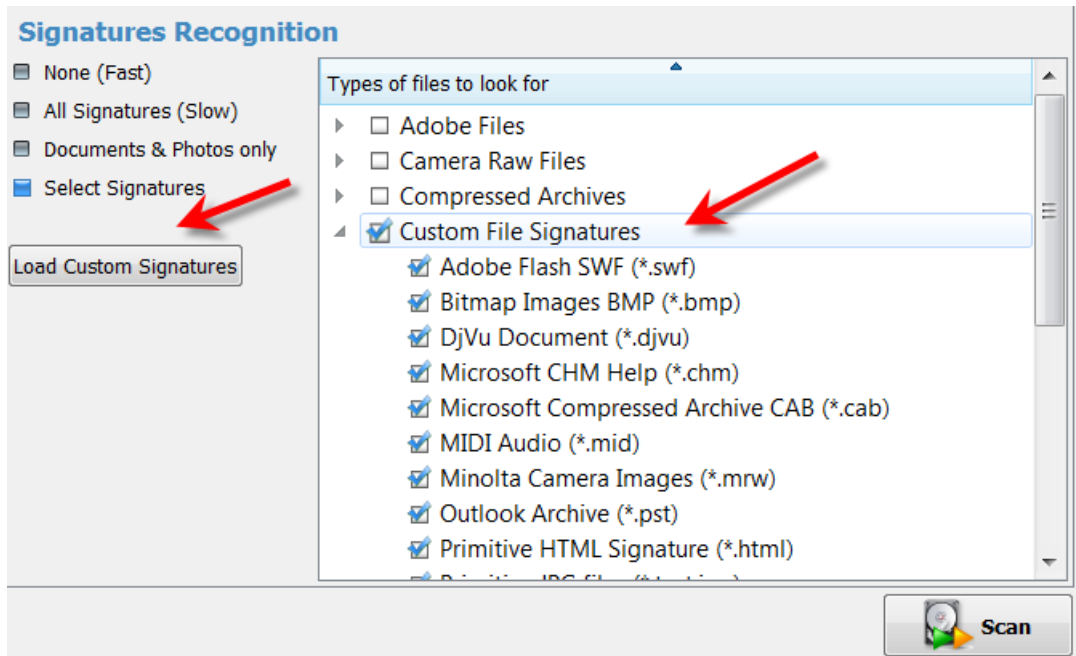 Signatures Recognition
None (Fast)
All Signatures (Slow)
Documents & Photos only
Select Signatures
Load Custom Signatures
Types of files to look for
Adobe Files
Camera Raw Files
Compressed Archives
Custom File Signatures
Adobe Flash SWF (*.swf)
Bitmap Images BMP (*.bmp)
DjVu Document (*.djvu)
Microsoft CHM Help (*.chm)
Microsoft Compressed Archive CAB (*.cab)
MIDI Audio (*.mid)
Minolta Camera Images (*.mrw)
Outlook Archive (*.pst)
Primitive HTML Signature (*.html)
Scan